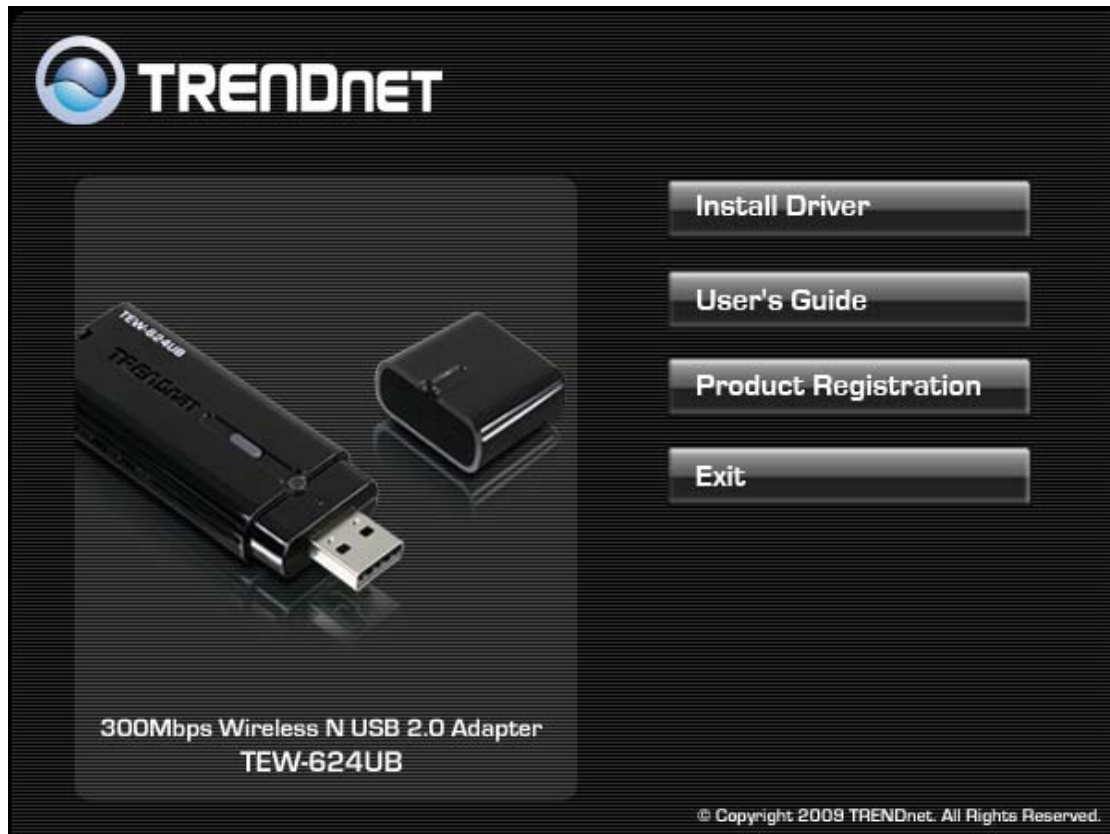 TRENDNET
Install Driver
User's Guide
Product Registration
Exit
TEW-624UB
TRENDNET
300Mbps Wireless N USB 2.0 Adapter
TEW-624UB
© Copyright 2009 TRENDnet. All Rights Reserved.